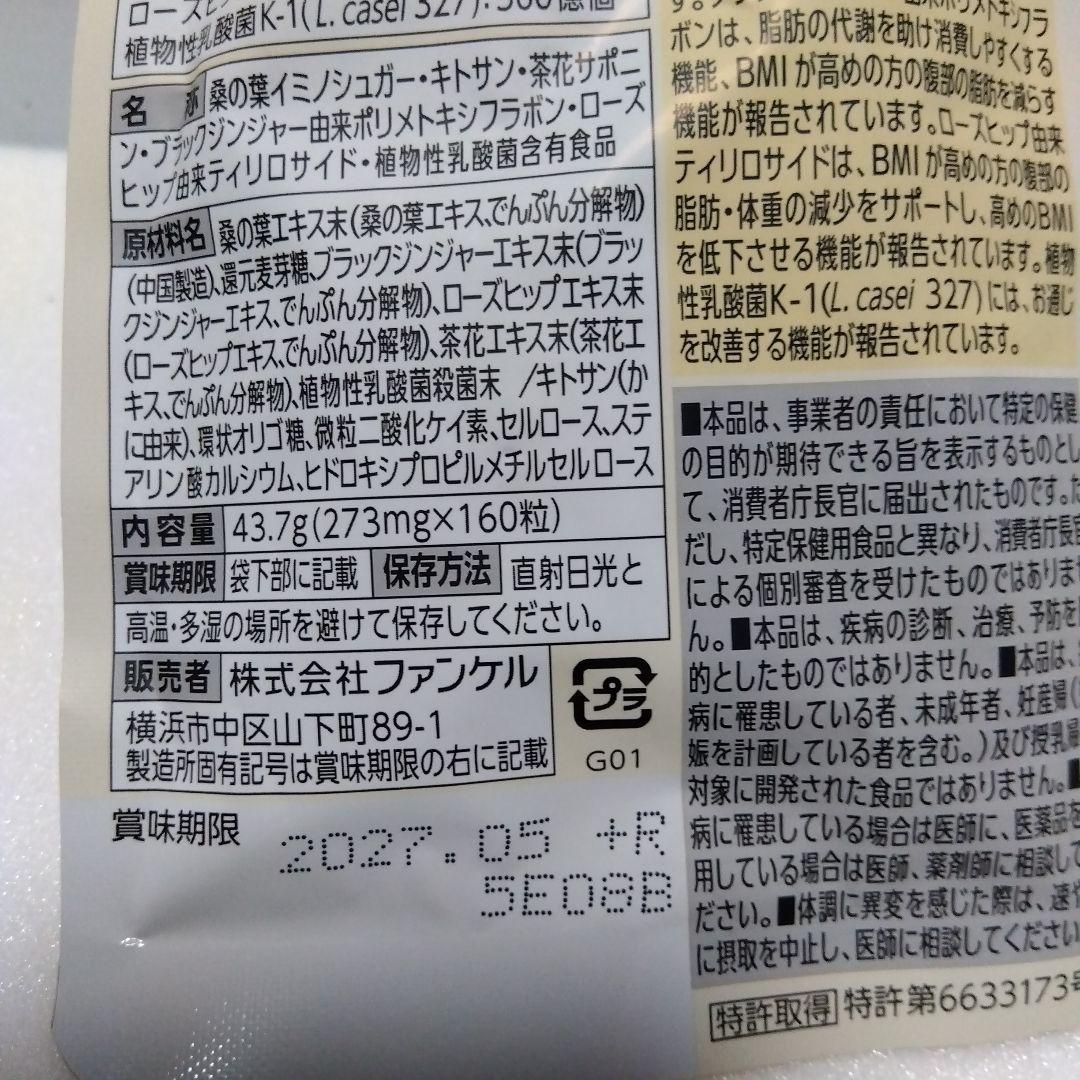 植物性乳酸菌K-1(L. casei 327):500億個
名　称 桑の葉イミノシュガー・キトサン・茶花サポニ
ン・ブラックジンジャー由来ポリメトキシフラボン・ローズ
ヒップ由来ティリロサイド・植物性乳酸菌含有食品
原材料名 桑の葉エキス末(桑の葉エキス、でんぷん分解物)
(中国製造)、還元麦芽糖、ブラックジンジャーエキス末(ブラッ
クジンジャーエキス、でんぷん分解物)、ローズヒップエキス末
(ローズヒップエキス、でんぷん分解物)、茶花エキス末(茶花エ
キス、でんぷん分解物)、植物性乳酸菌殺菌末　/キトサン(か
に由来)、環状オリゴ糖、微粒二酸化ケイ素、セルロース、ステ
アリン酸カルシウム、ヒドロキシプロピルメチルセルロース
内容量 43.7g(273mg×160粒)
賞味期限 袋下部に記載 保存方法 直射日光と
高温・多湿の場所を避けて保存してください。
販売者 株式会社ファンケル
横浜市中区山下町89-1
製造所固有記号は賞味期限の右に記載
プラ
G01
賞味期限 2027.05 +R
5E08B
ボンは、脂肪の代謝を助け消費しやすくする
機能、BMIが高めの方の腹部の脂肪を減らす
機能が報告されています。ローズヒップ由来
ティリロサイドは、BMIが高めの方の腹部の
脂肪・体重の減少をサポートし、高めのBMI
を低下させる機能が報告されています。植物
性乳酸菌K-1(L. casei 327)には、お通じ
を改善する機能が報告されています。
■本品は、事業者の責任において特定の保健
の目的が期待できる旨を表示するものとし
て、消費者庁長官に届出されたものです。た
だし、特定保健用食品と異なり、消費者庁長官
による個別審査を受けたものではありませ
ん。■本品は、疾病の診断、治療、予防を目
的としたものではありません。■本品は、
病に罹患している者、未成年者、妊産婦(
娠を計画している者を含む。)及び授乳婦
対象に開発された食品ではありません。■
病に罹患している場合は医師に、医薬品を
用している場合は医師、薬剤師に相談して
ださい。■体調に異変を感じた際は、速や
に摂取を中止し、医師に相談してください
特許取得 特許第6633173号